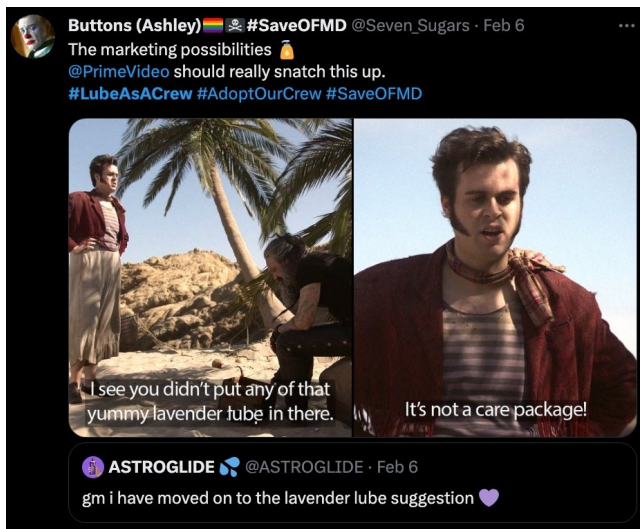 Buttons (Ashley)🏳️‍🌈🏴‍☠️#SaveOFMD @Seven_Sugars · Feb 6
The marketing possibilities 🧴
@PrimeVideo should really snatch this up.
#LubeAsACrew #AdoptOurCrew #SaveOFMD
I see you didn't put any of that
yummy lavender lube in there.
It's not a care package!
ASTROGLIDE 💦 @ASTROGLIDE · Feb 6
gm i have moved on to the lavender lube suggestion 💜